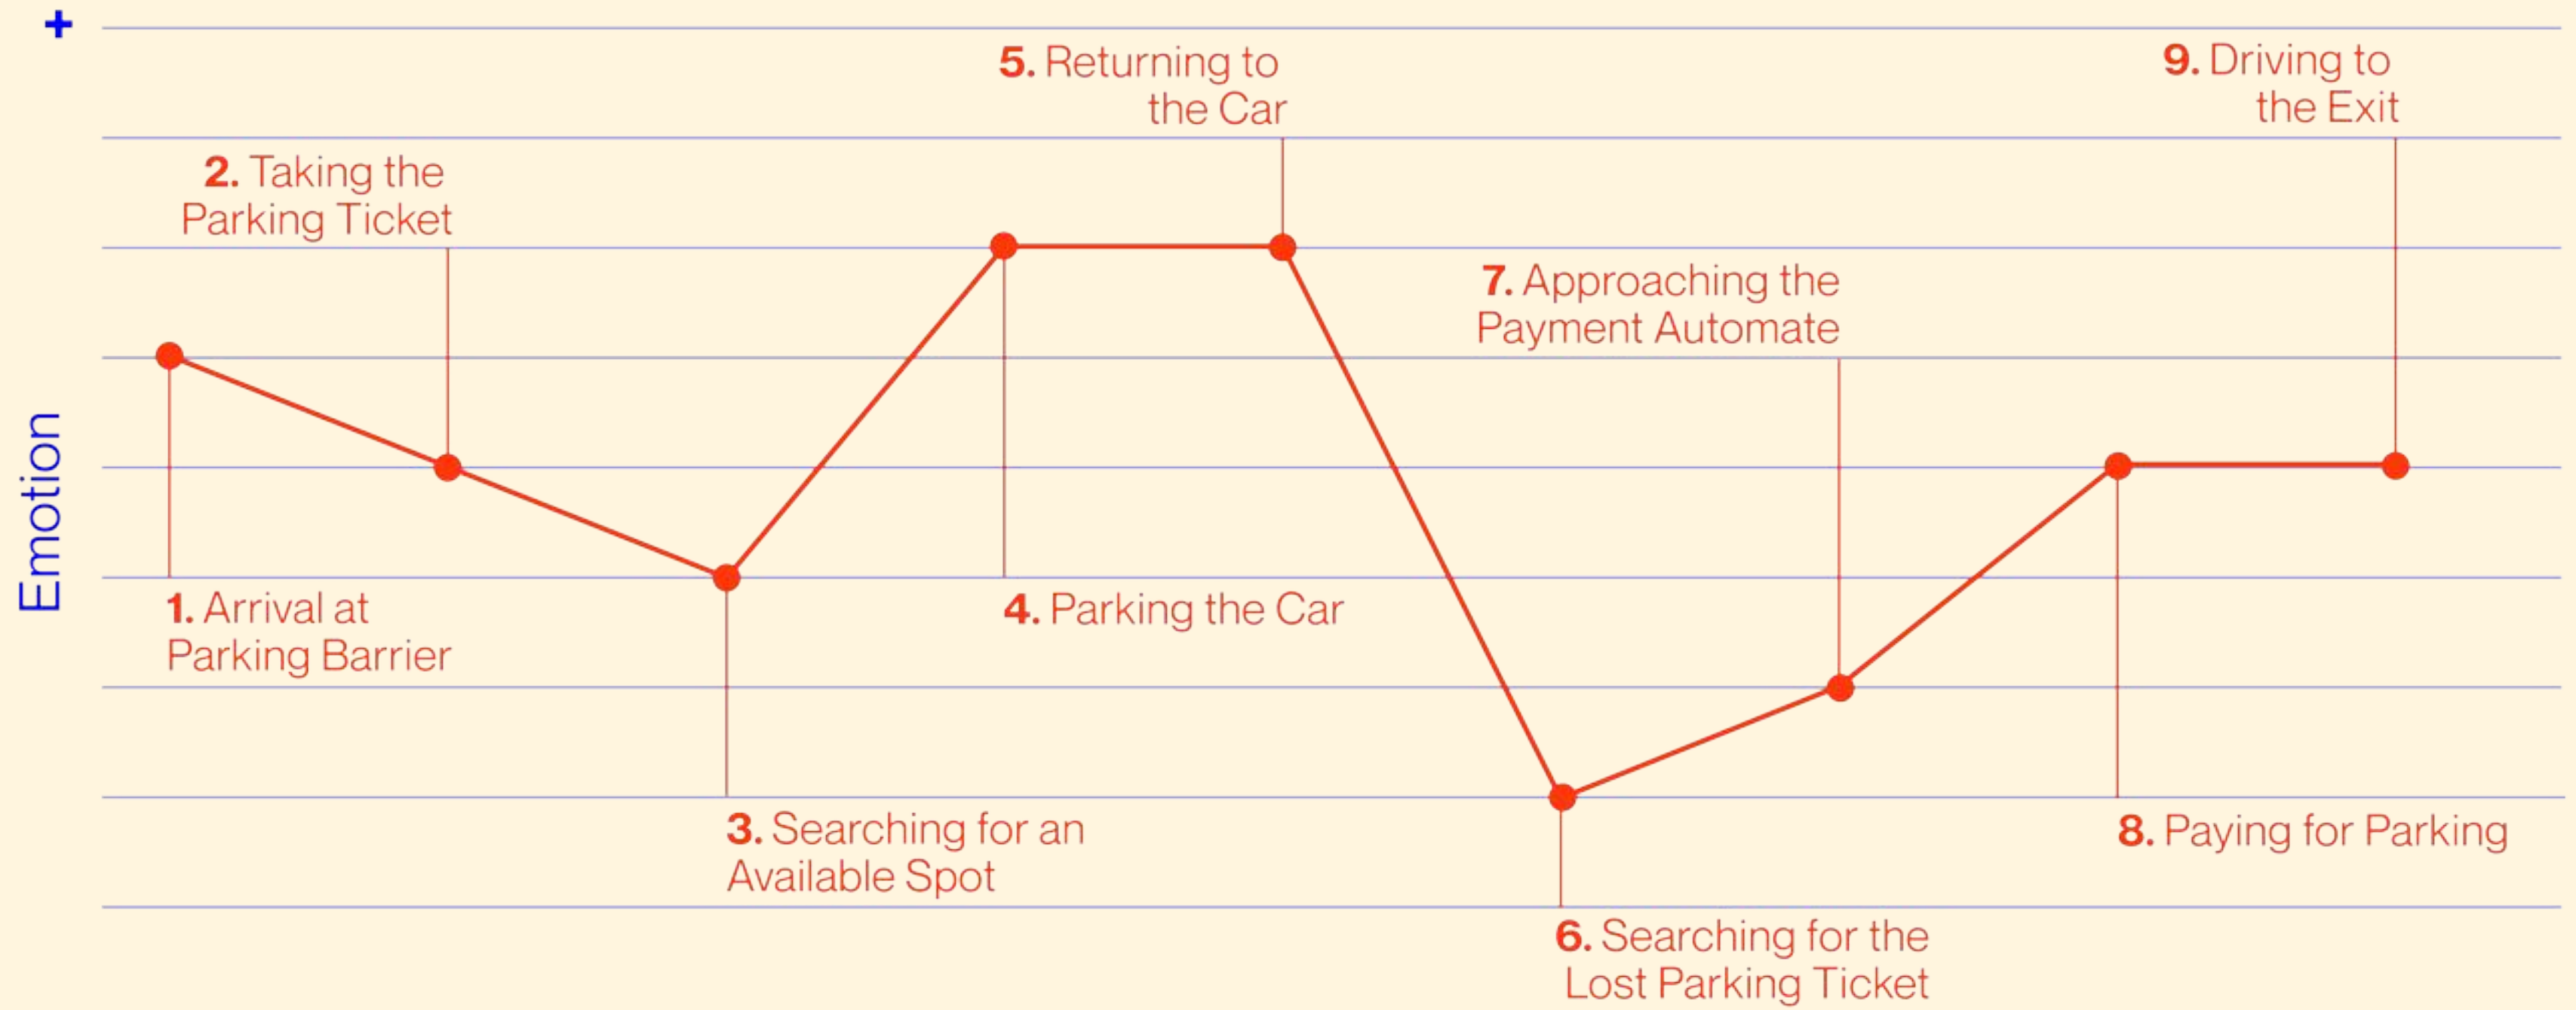 +
Emotion
1. Arrival at
Parking Barrier
2. Taking the
Parking Ticket
3. Searching for an
Available Spot
4. Parking the Car
5. Returning to
the Car
6. Searching for the
Lost Parking Ticket
7. Approaching the
Payment Automate
8. Paying for Parking
9. Driving to
the Exit